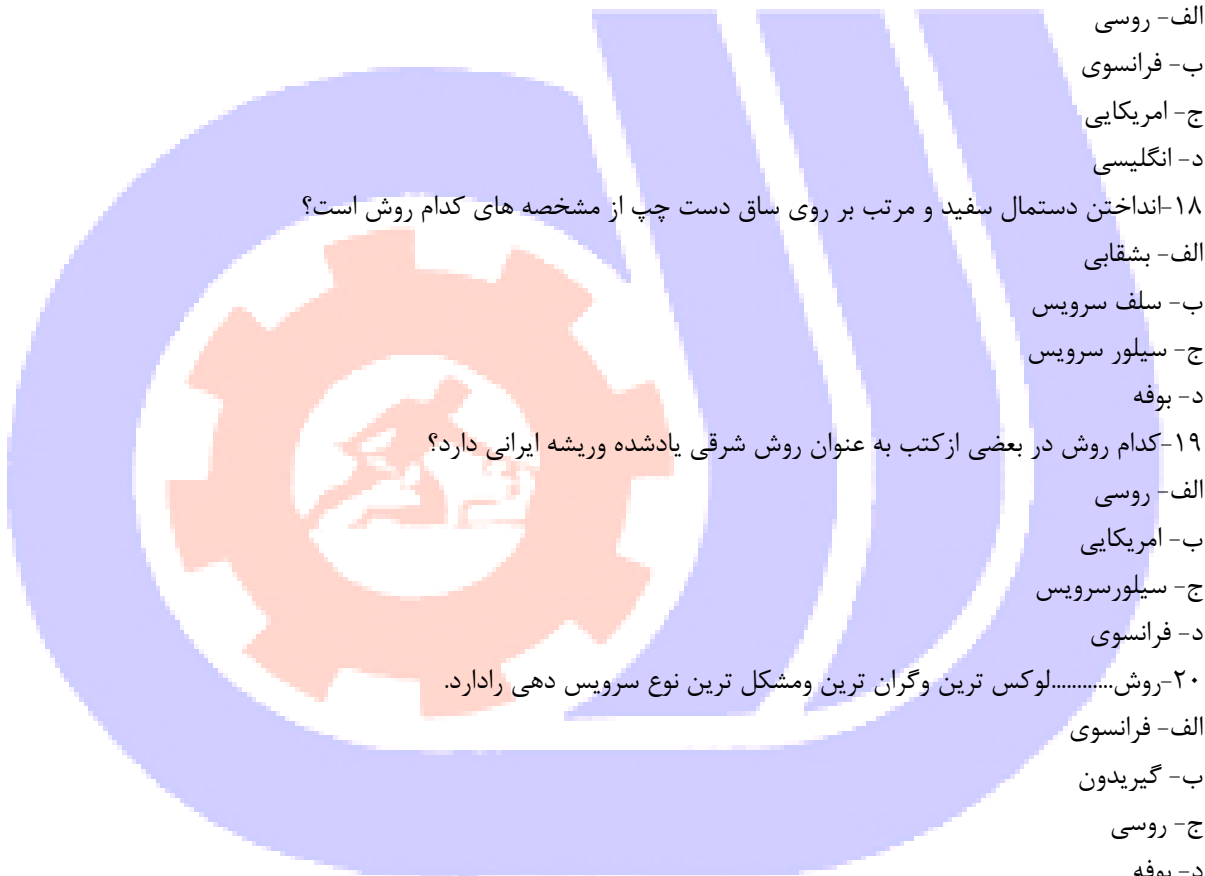 الف- روسی
ب- فرانسوی
ج- امریکایی
د- انگلیسی
۱۸-انداختن دستمال سفید و مرتب بر روی ساق دست چپ از مشخصه های کدام روش است؟
الف- بشقابی
ب- سلف سرویس
ج- سیلور سرویس
د- بوفه
۱۹-کدام روش در بعضی ازکتب به عنوان روش شرقی یادشده وریشه ایرانی دارد؟
الف- روسی
ب- امریکایی
ج- سیلورسرویس
د- فرانسوی
۲۰-روش............لوکس ترین وگران ترین ومشکل ترین نوع سرویس دهی رادارد.
الف- فرانسوی
ب- گیریدون
ج- روسی
د- بوفه